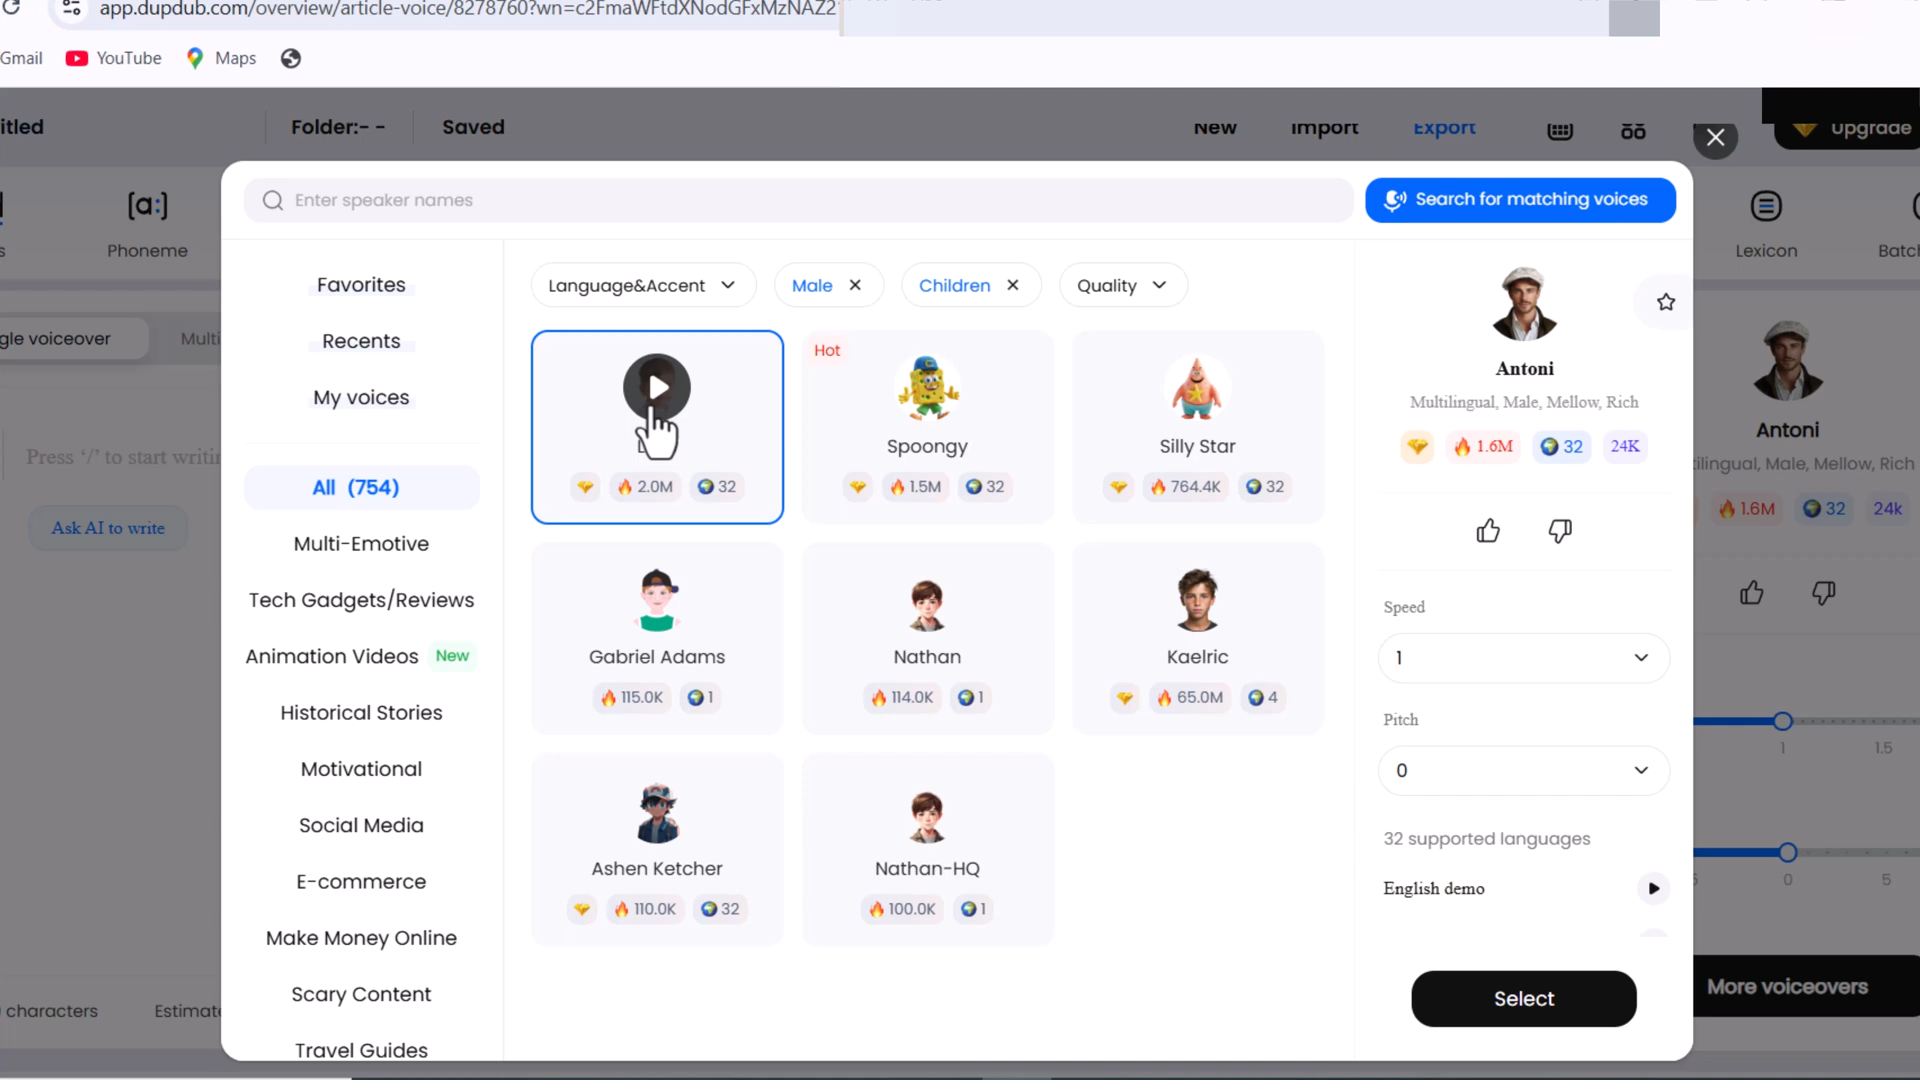 app.dupdub.com/overview/article-voice/8278760?wn=c2FmaWFtdXNodGFxMzNAZ2
Gmail
YouTube
Maps
itled
Folder:- -
Saved
New
Import
Export
Upgrade
Enter speaker names
Search for matching voices
Phoneme
Lexicon
Batch
Favorites
Recents
My voices
All (754)
Multi-Emotive
Tech Gadgets/Reviews
Animation Videos New
Historical Stories
Motivational
Social Media
E-commerce
Make Money Online
Scary Content
Travel Guides
gle voiceover
Multi
Press ‘/’ to start writin
Ask AI to write
characters
Estimate
Language&Accent
Male
Children
Quality
2.0M 32
Hot
Spoongy
1.5M 32
Silly Star
764.4K 32
Gabriel Adams
115.0K 1
Nathan
114.0K 1
Kaelric
65.0M 4
Ashen Ketcher
110.0K 32
Nathan-HQ
100.0K 1
Antoni
Multilingual, Male, Mellow, Rich
1.6M 32 24K
Speed
1
Pitch
0
32 supported languages
English demo
Select
Antoni
tilingual, Male, Mellow, Rich
1.6M 32 24k
1 1.5
0 5
More voiceovers